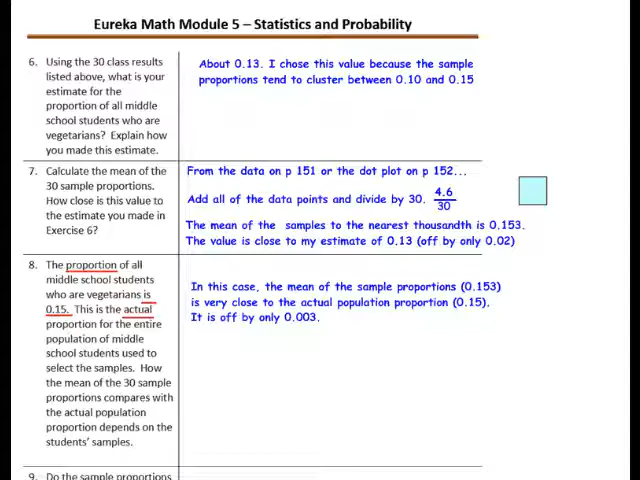 Eureka Math Module 5 – Statistics and Probability
6. Using the 30 class results
listed above, what is your
estimate for the
proportion of all middle
school students who are
vegetarians? Explain how
you made this estimate.
About 0.13. I chose this value because the sample
proportions tend to cluster between 0.10 and 0.15
7. Calculate the mean of the
30 sample proportions.
How close is this value to
the estimate you made in
Exercise 6?
From the data on p 151 or the dot plot on p 152...
Add all of the data points and divide by 30. 4.6
30
The mean of the samples to the nearest thousandth is 0.153.
The value is close to my estimate of 0.13 (off by only 0.02)
8. The proportion of all
middle school students
who are vegetarians is
0.15. This is the actual
proportion for the entire
population of middle
school students used to
select the samples. How
the mean of the 30 sample
proportions compares with
the actual population
proportion depends on the
students' samples.
In this case, the mean of the sample proportions (0.153)
is very close to the actual population proportion (0.15).
It is off by only 0.003.
9. Do the sample proportions